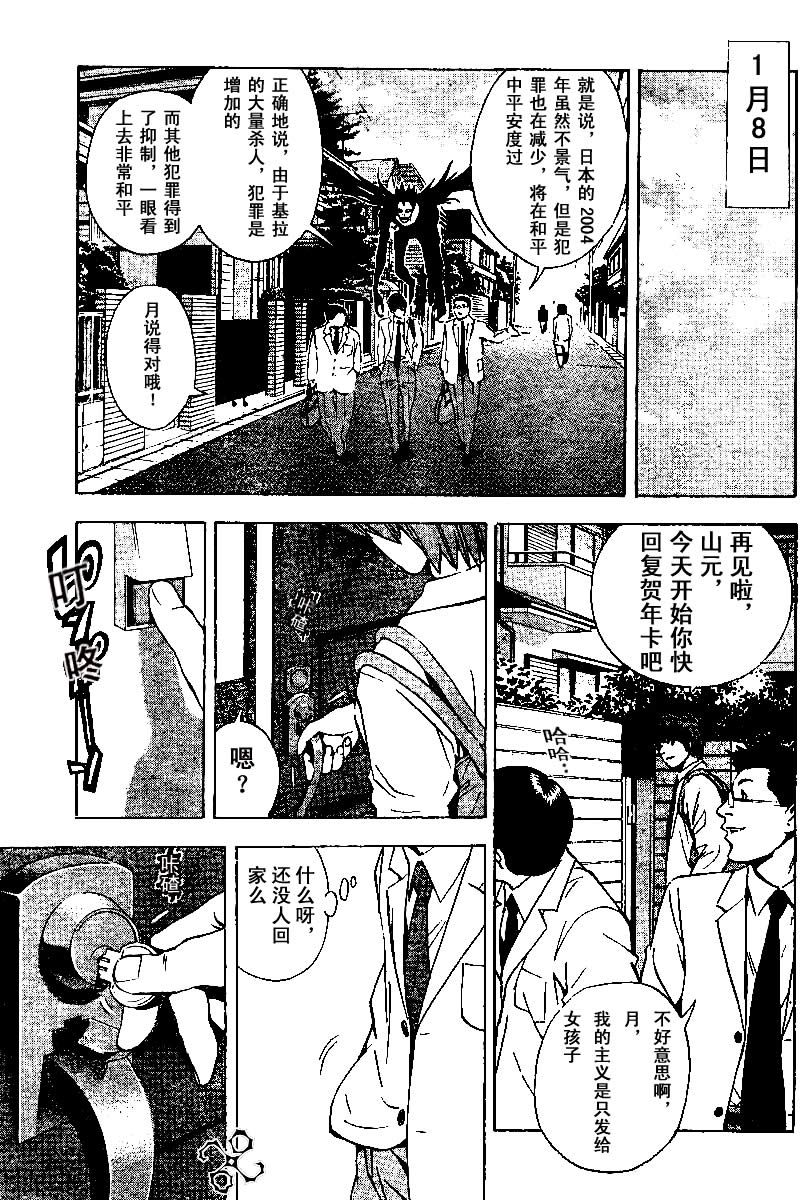 1月8日
就是说，日本的2004
年虽然不景气，但是犯
罪也在减少，将在和平
中平安度过
正确地说，由于基拉
的大量杀人，犯罪是
增加的
而其他犯罪得到
了抑制，一眼看
上去非常和平
月说得对哦！
再见啦，
山元，
今天开始你快
回复贺年卡吧
哈
哈…
不好意思啊，
月，
我的主义是只发给
女孩子
咔
碴
嗯？
叮
咚
什么呀，
还没人回
家么
咔
碴